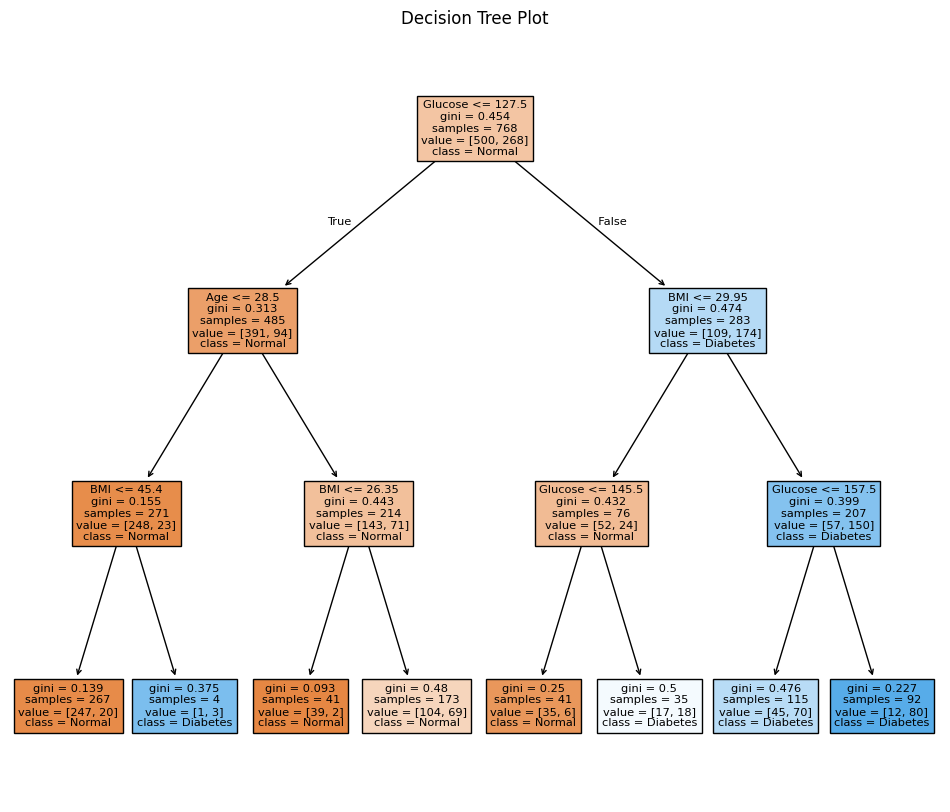 Decision Tree Plot
Glucose <= 127.5
gini = 0.454
samples = 768
value = [500, 268]
class = Normal
True
False
Age <= 28.5
gini = 0.313
samples = 485
value = [391, 94]
class = Normal
BMI <= 29.95
gini = 0.474
samples = 283
value = [109, 174]
class = Diabetes
BMI <= 45.4
gini = 0.155
samples = 271
value = [248, 23]
class = Normal
BMI <= 26.35
gini = 0.443
samples = 214
value = [143, 71]
class = Normal
Glucose <= 145.5
gini = 0.432
samples = 76
value = [52, 24]
class = Normal
Glucose <= 157.5
gini = 0.399
samples = 207
value = [57, 150]
class = Diabetes
gini = 0.139
samples = 267
value = [247, 20]
class = Normal
gini = 0.375
samples = 4
value = [1, 3]
class = Diabetes
gini = 0.093
samples = 41
value = [39, 2]
class = Normal
gini = 0.48
samples = 173
value = [104, 69]
class = Normal
gini = 0.25
samples = 41
value = [35, 6]
class = Normal
gini = 0.5
samples = 35
value = [17, 18]
class = Diabetes
gini = 0.476
samples = 115
value = [45, 70]
class = Diabetes
gini = 0.227
samples = 92
value = [12, 80]
class = Diabetes